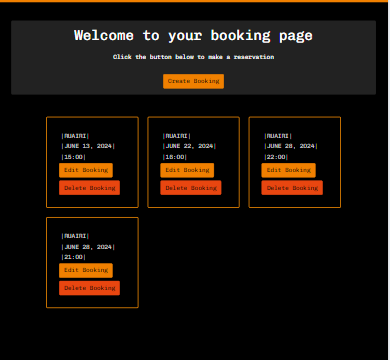 Welcome to your booking page
Click the button below to make a reservation
Create Booking
|RUAIRI|
|JUNE 13, 2024|
|15:00|
Edit Booking
Delete Booking
|RUAIRI|
|JUNE 22, 2024|
|18:00|
Edit Booking
Delete Booking
|RUAIRI|
|JUNE 28, 2024|
|22:00|
Edit Booking
Delete Booking
|RUAIRI|
|JUNE 28, 2024|
|21:00|
Edit Booking
Delete Booking